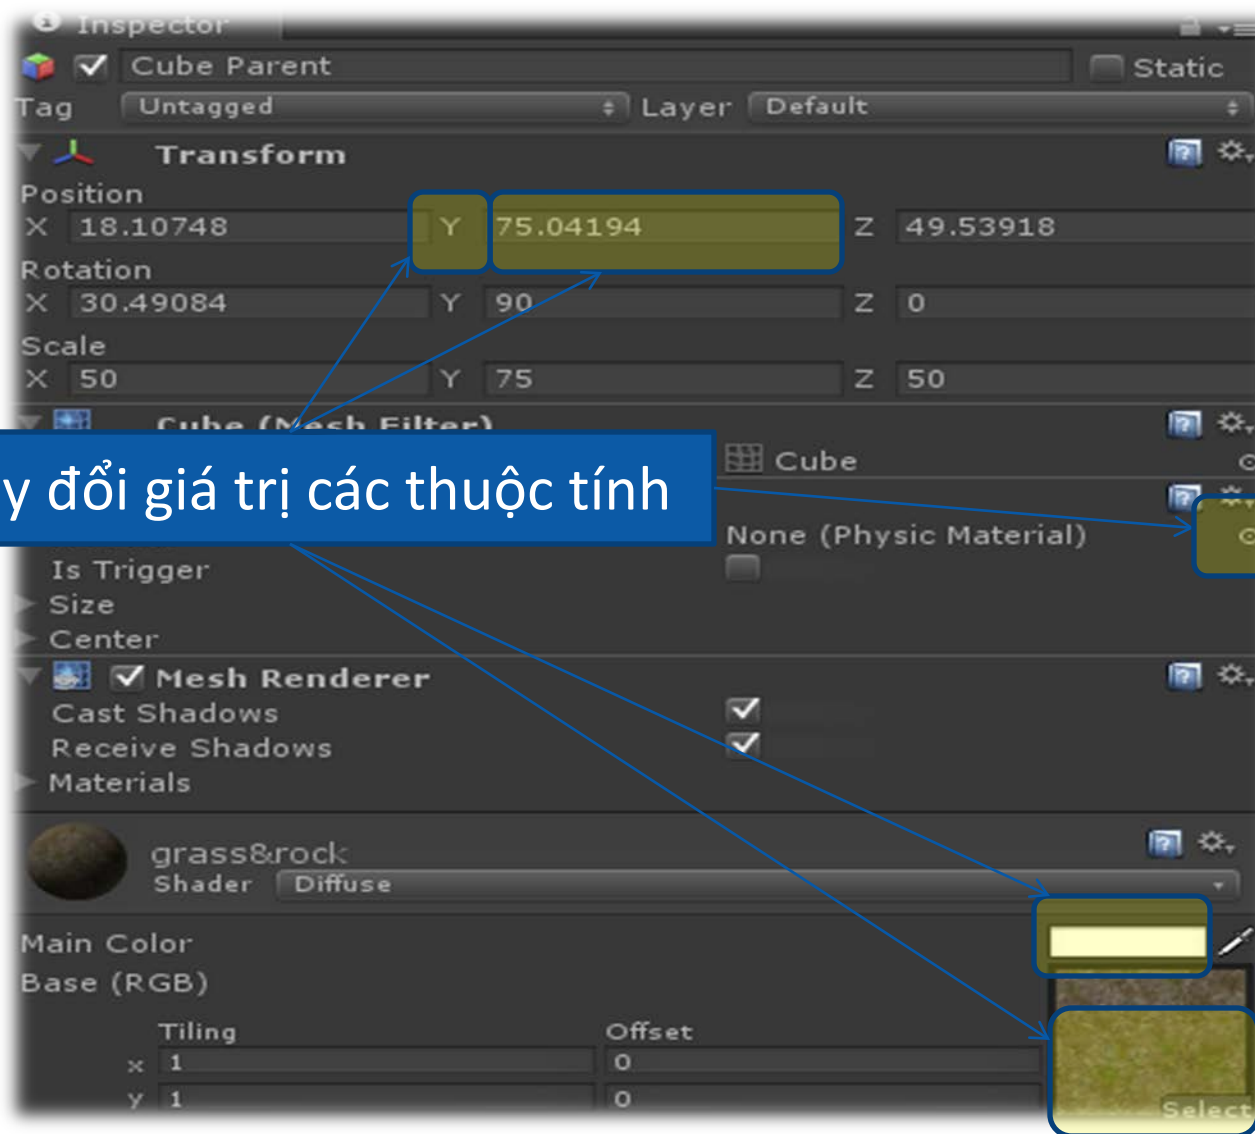 Inspector
Cube Parent Static
Tag Untagged Layer Default
Transform
Position
X 18.10748 Y 75.04194 Z 49.53918
Rotation
X 30.49084 Y 90 Z 0
Scale
X 50 Y 75 Z 50
Cube (Mesh Filter)
Cube
y đổi giá trị các thuộc tính
None (Physic Material)
Is Trigger
Size
Center
Mesh Renderer
Cast Shadows
Receive Shadows
Materials
grass&rock
Shader Diffuse
Main Color
Base (RGB)
Tiling Offset
x 1 0
y 1 0
Select